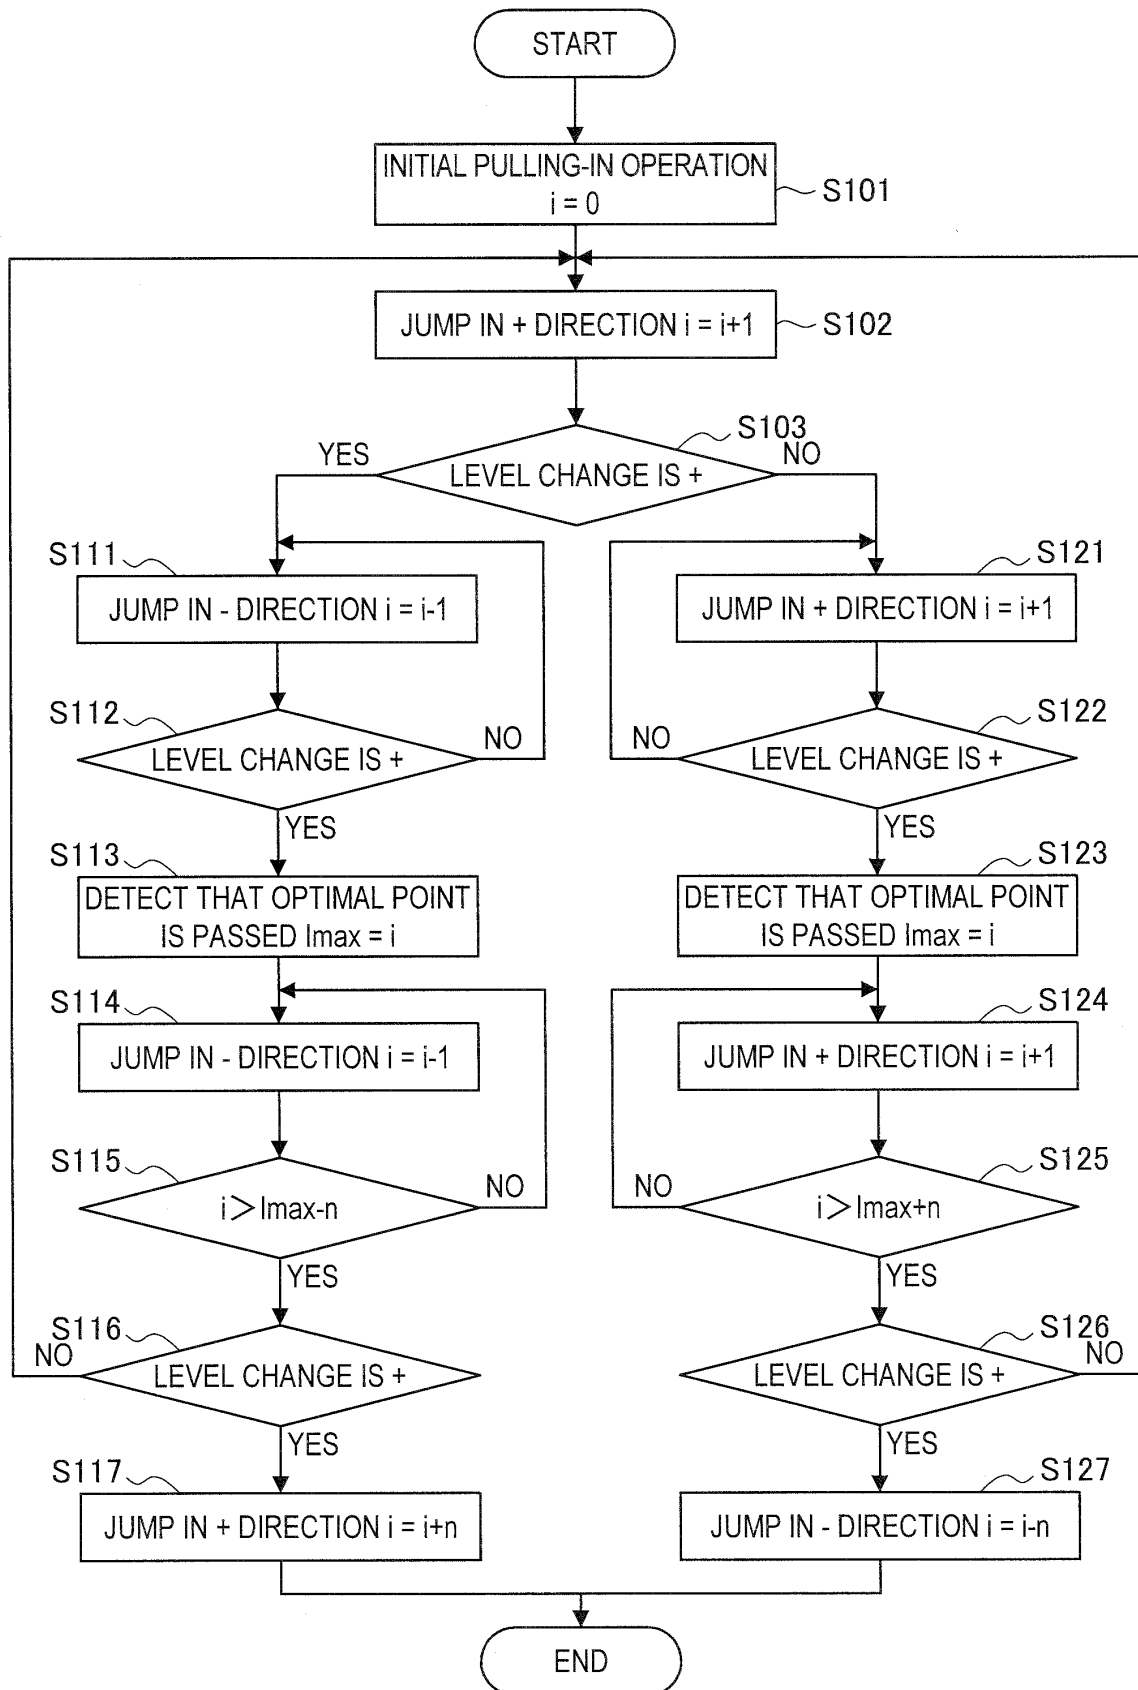 START
INITIAL PULLING-IN OPERATION
i = 0
S101
JUMP IN + DIRECTION i = i+1
S102
S103
YES
LEVEL CHANGE IS +
NO
S111
JUMP IN - DIRECTION i = i-1
S112
LEVEL CHANGE IS +
NO
YES
S113
DETECT THAT OPTIMAL POINT
IS PASSED Imax = i
S114
JUMP IN - DIRECTION i = i-1
S115
i > Imax-n
NO
YES
S116
NO
LEVEL CHANGE IS +
YES
S117
JUMP IN + DIRECTION i = i+n
S121
JUMP IN + DIRECTION i = i+1
S122
NO
LEVEL CHANGE IS +
YES
S123
DETECT THAT OPTIMAL POINT
IS PASSED Imax = i
S124
JUMP IN + DIRECTION i = i+1
S125
NO
i > Imax+n
YES
S126
LEVEL CHANGE IS +
NO
YES
S127
JUMP IN - DIRECTION i = i-n
END